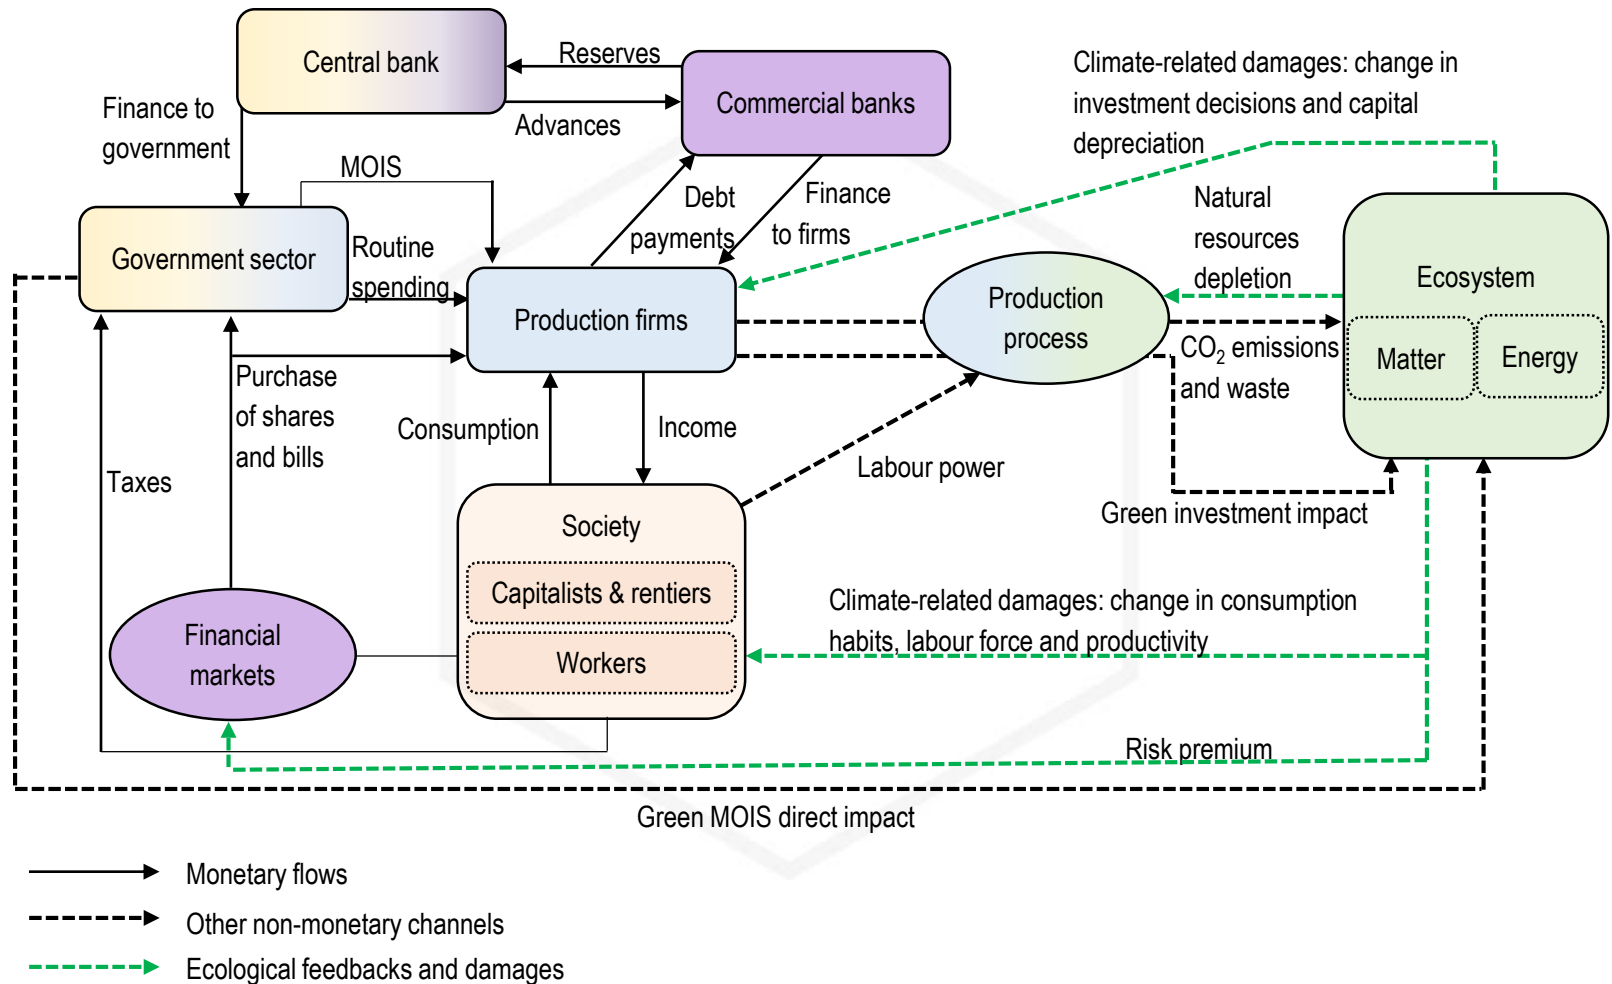 Central bank
Reserves
Advances
Commercial banks
Climate-related damages: change in
investment decisions and capital
depreciation
Finance to
government
MOIS
Debt
payments
Finance
to firms
Natural
resources
depletion
Government sector
Routine
spending
Production firms
Production
process
Ecosystem
Matter
Energy
CO₂ emissions
and waste
Purchase
of shares
and bills
Consumption
Income
Labour power
Taxes
Green investment impact
Society
Capitalists & rentiers
Workers
Financial
markets
Climate-related damages: change in consumption
habits, labour force and productivity
Risk premium
Green MOIS direct impact
Monetary flows
Other non-monetary channels
Ecological feedbacks and damages